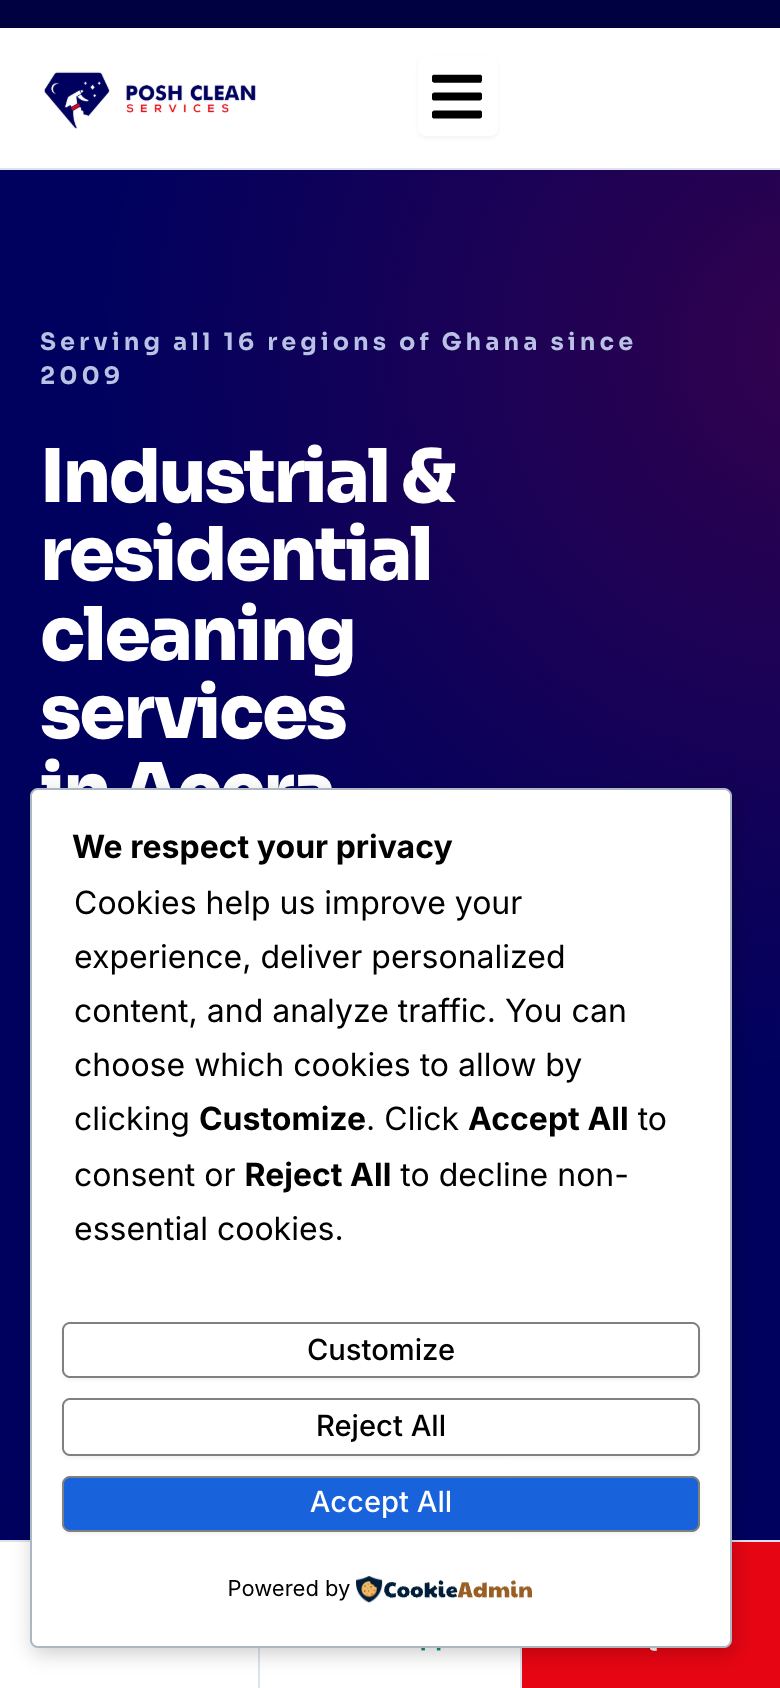 POSH CLEAN
SERVICES
Serving all 16 regions of Ghana since
2009
Industrial &
residential
cleaning
services
in Accra
We respect your privacy
Cookies help us improve your
experience, deliver personalized
content, and analyze traffic. You can
choose which cookies to allow by
clicking Customize. Click Accept All to
consent or Reject All to decline non-
essential cookies.
Customize
Reject All
Accept All
Powered by CookieAdmin